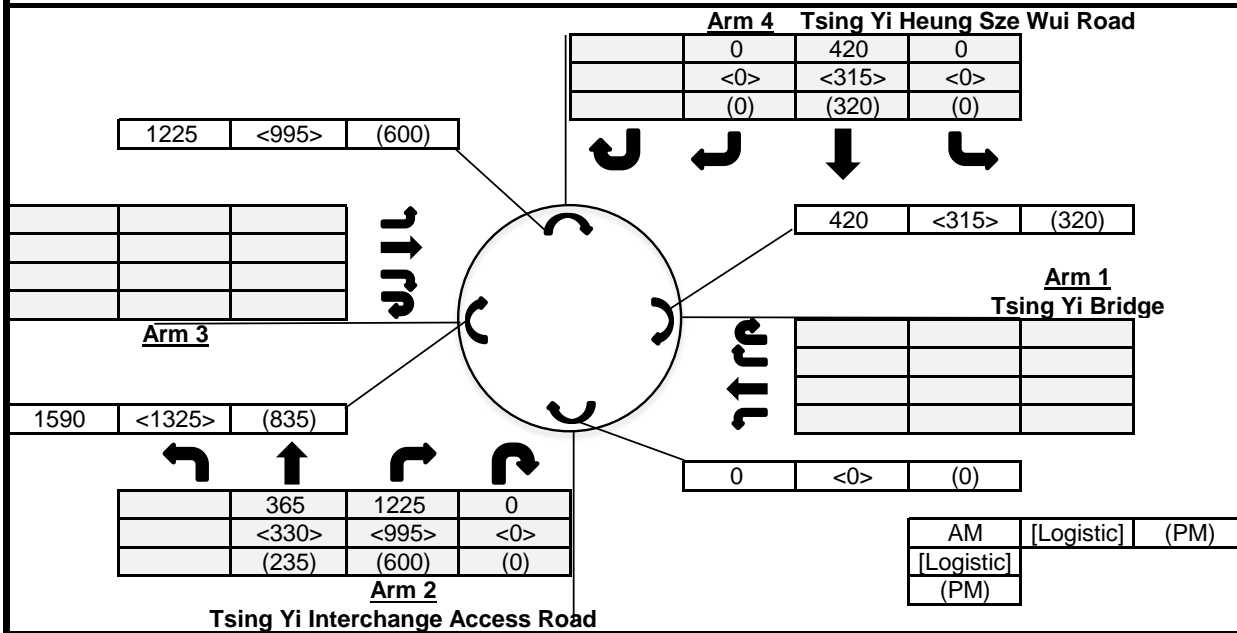 Arm 4 Tsing Yi Heung Sze Wui Road
0 420 0
<0> <315> <0>
(0) (320) (0)
1225 <995> (600)
420 <315> (320)
Arm 1
Tsing Yi Bridge
Arm 3
1590 <1325> (835)
0 <0> (0)
365 1225 0
<330> <995> <0>
(235) (600) (0)
Arm 2
Tsing Yi Interchange Access Road
AM [Logistic] (PM)
[Logistic]
(PM)